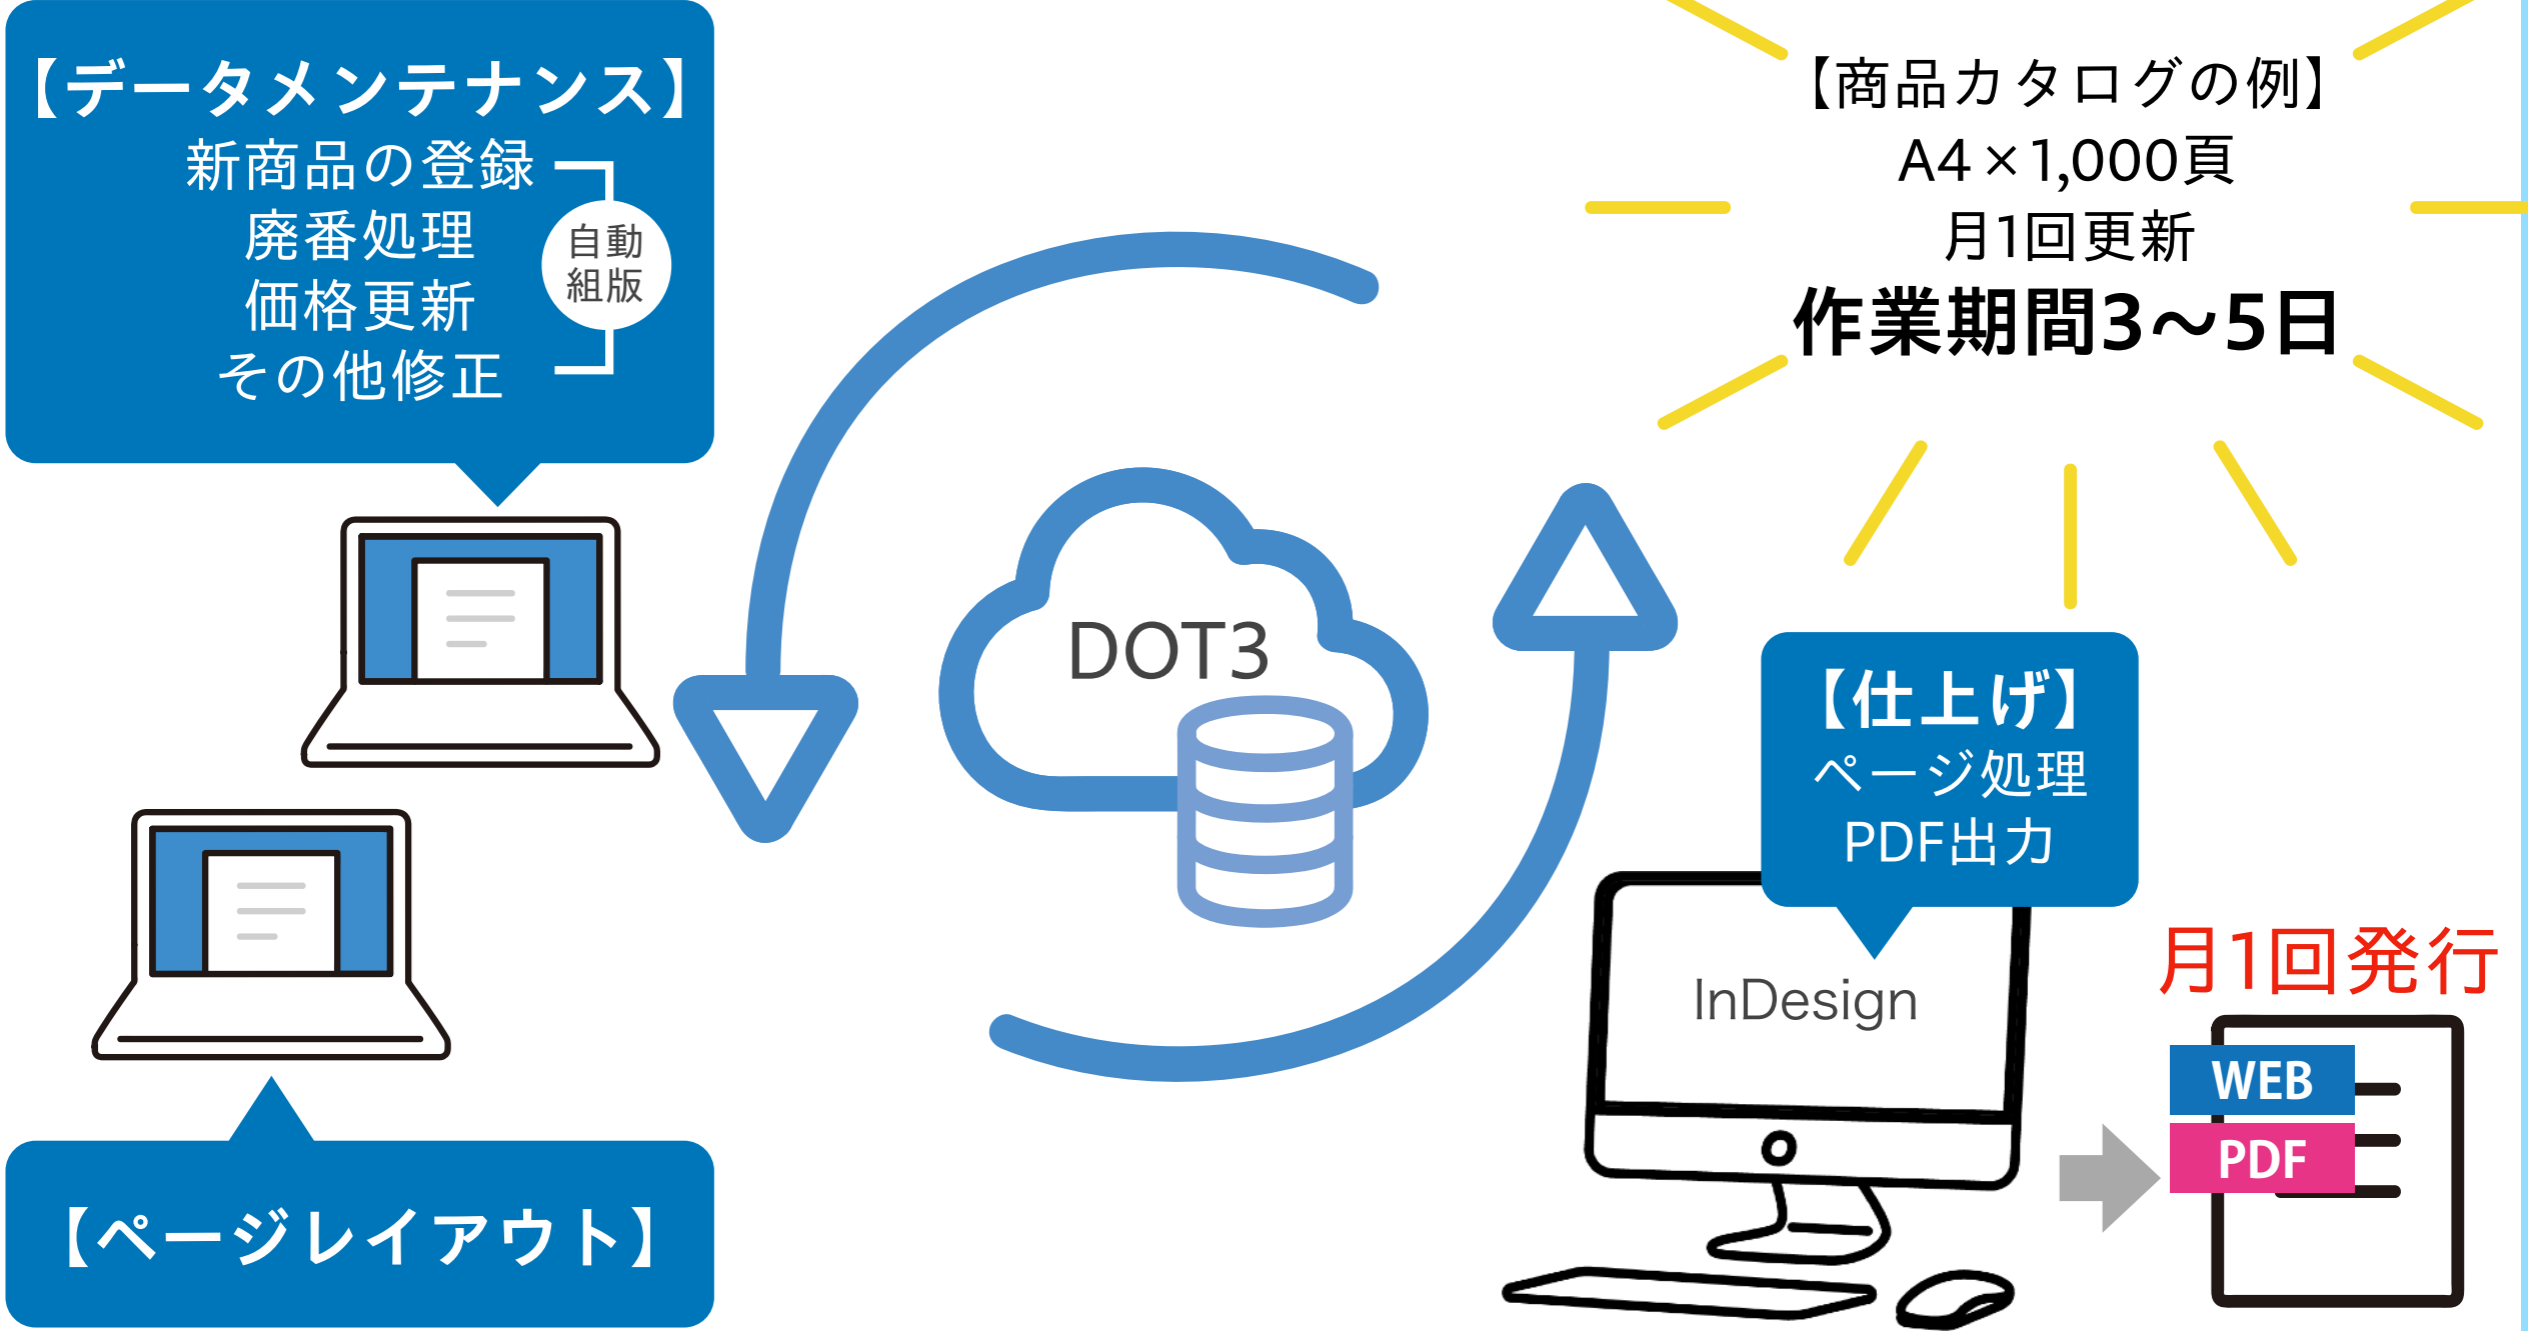 【データメンテナンス】
新商品の登録
廃番処理
価格更新
その他修正
自動
組版
【商品カタログの例】
A4×1,000頁
月1回更新
作業期間3〜5日
DOT3
【仕上げ】
ページ処理
PDF出力
InDesign
月1回発行
WEB
PDF
【ページレイアウト】